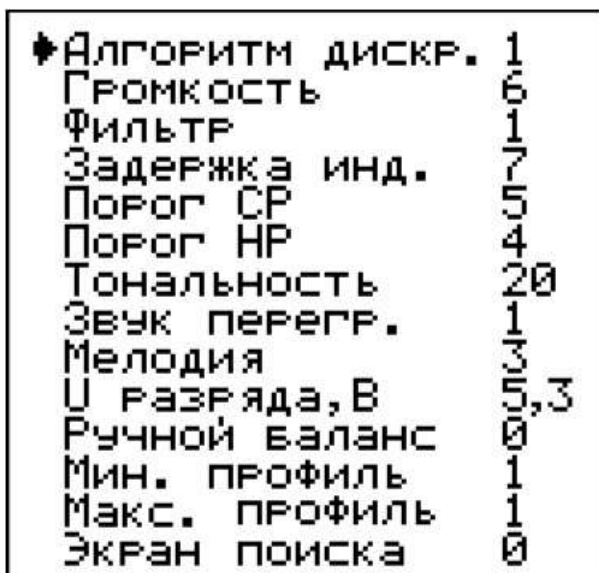 Алгоритм дискр. 1
Громкость 6
Фильтр 1
Задержка инд. 7
Порог СР 5
Порог НР 4
Тональность 20
Звук перегр. 1
Мелодия 3
U разряда,В 5,3
Ручной баланс 0
Мин. профиль 1
Макс. профиль 1
Экран поиска 0